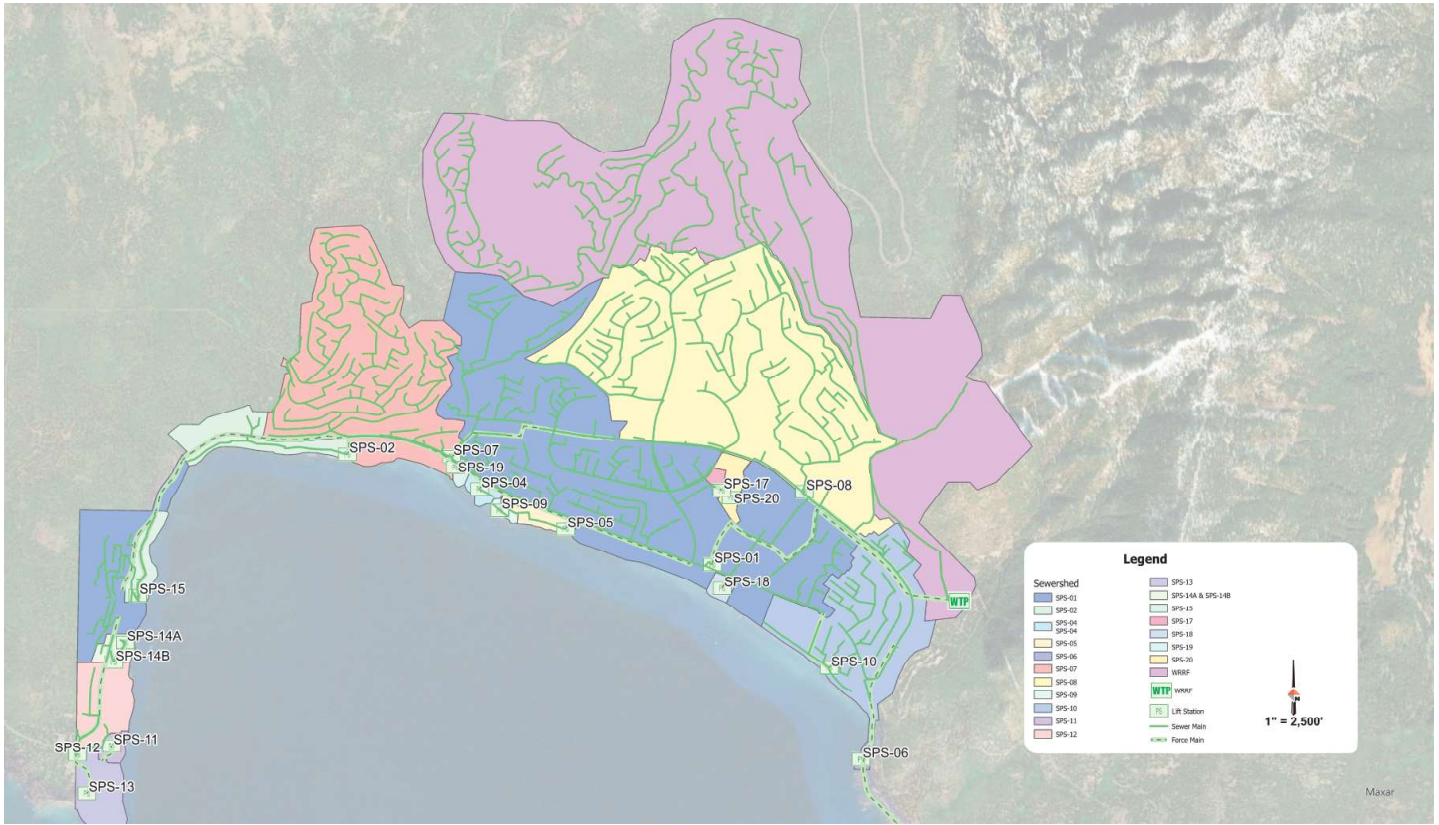 SPS-02
SPS-07
SPS-19
SPS-04
SPS-09
SPS-05
SPS-17
SPS-20
SPS-08
SPS-01
SPS-18
SPS-10
SPS-06
SPS-15
SPS-14A
SPS-14B
SPS-12
SPS-11
SPS-13
WTP
Legend
Sewershed
SPS-01
SPS-02
SPS-04
SPS-04
SPS-05
SPS-06
SPS-07
SPS-08
SPS-09
SPS-10
SPS-11
SPS-12
SPS-13
SPS-14A & SPS-14B
SPS-15
SPS-17
SPS-18
SPS-19
SPS-20
WRRF
WTP WRRF
PS Lift Station
Sewer Main
Force Main
N
1" = 2,500'
Maxar